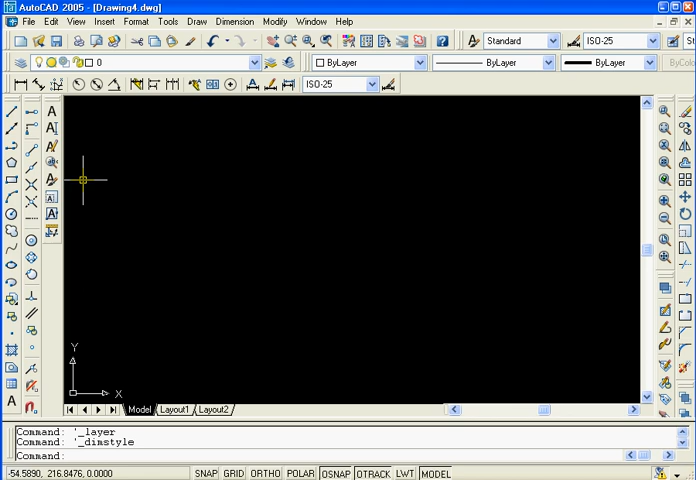 AutoCAD 2005 - [Drawing4.dwg]
File Edit View Insert Format Tools Draw Dimension Modify Window Help
Standard ISO-25
0 ByLayer ByLayer ByLayer ByColo
ISO-25
Y
X
Model Layout1 Layout2
Command: '_layer
Command: '_dimstyle
Command:
-54.5890, 216.8476, 0.0000 SNAP GRID ORTHO POLAR OSNAP OTRACK LWT MODEL